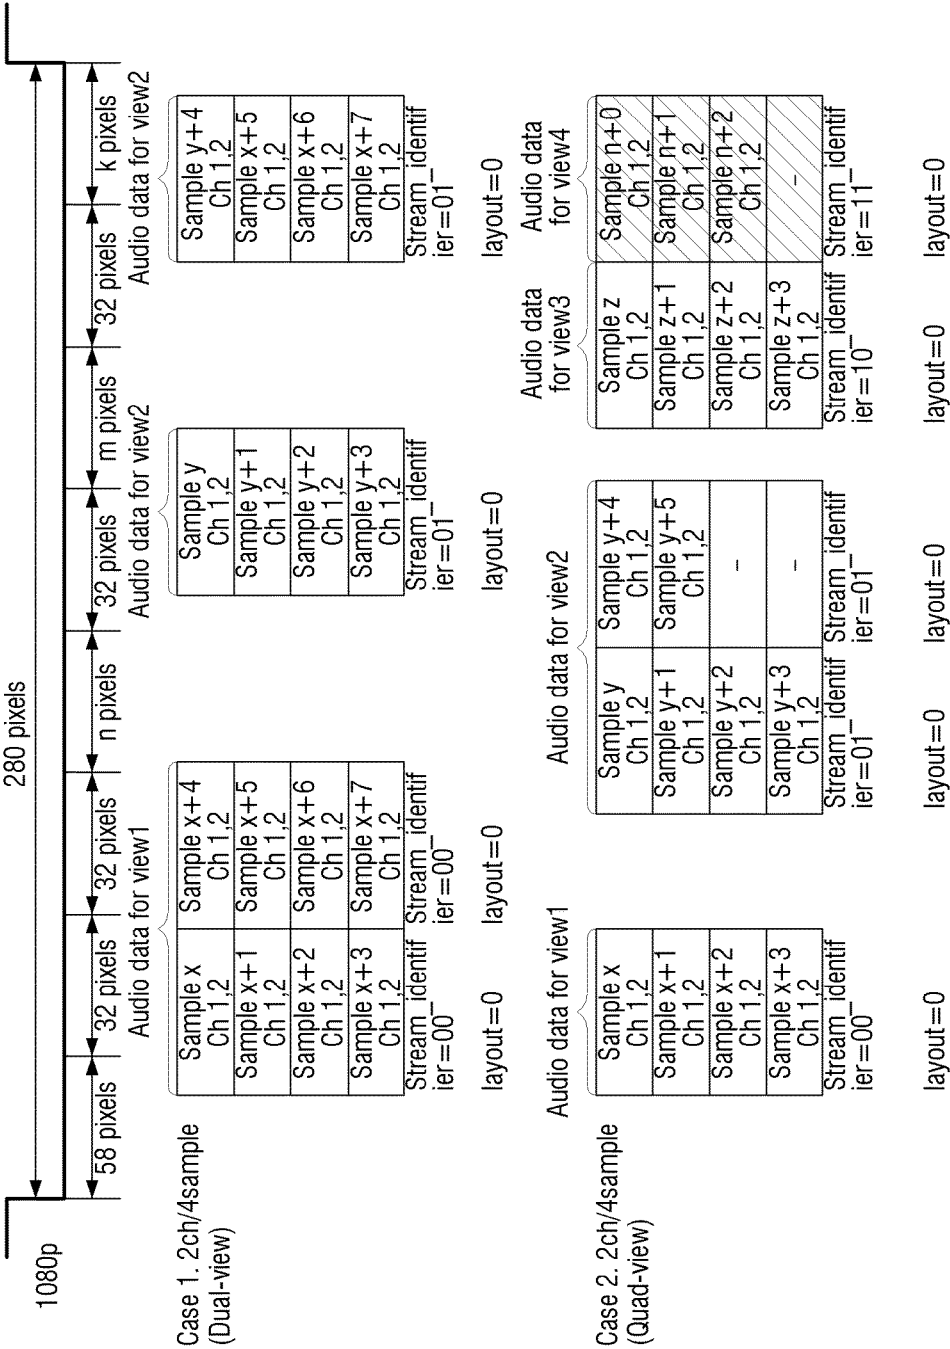 280 pixels
1080p
58 pixels
32 pixels
32 pixels
n pixels
32 pixels
m pixels
32 pixels
k pixels
Case 1. 2ch/4sample
(Dual-view)
Audio data for view1
Sample x
Ch 1,2
Sample x+1
Ch 1,2
Sample x+2
Ch 1,2
Sample x+3
Ch 1,2
Stream_identif
ier=00
layout=0
Sample x+4
Ch 1,2
Sample x+5
Ch 1,2
Sample x+6
Ch 1,2
Sample x+7
Ch 1,2
Stream_identif
ier=00
layout=0
Audio data for view2
Sample y
Ch 1,2
Sample y+1
Ch 1,2
Sample y+2
Ch 1,2
Sample y+3
Ch 1,2
Stream_identif
ier=01
layout=0
Audio data for view2
Sample y+4
Ch 1,2
Sample x+5
Ch 1,2
Sample x+6
Ch 1,2
Sample x+7
Ch 1,2
Stream_identif
ier=01
layout=0
Case 2. 2ch/4sample
(Quad-view)
Audio data for view1
Sample x
Ch 1,2
Sample x+1
Ch 1,2
Sample x+2
Ch 1,2
Sample x+3
Ch 1,2
Stream_identif
ier=00
layout=0
Audio data for view2
Sample y
Ch 1,2
Sample y+1
Ch 1,2
Sample y+2
Ch 1,2
Sample y+3
Ch 1,2
Stream_identif
ier=01
layout=0
Sample y+4
Ch 1,2
Sample y+5
Ch 1,2
-
-
Stream_identif
ier=01
layout=0
Audio data
for view3
Sample z
Ch 1,2
Sample z+1
Ch 1,2
Sample z+2
Ch 1,2
Sample z+3
Ch 1,2
Stream_identif
ier=10
layout=0
Audio data
for view4
Sample n+0
Ch 1,2
Sample n+1
Ch 1,2
Sample n+2
Ch 1,2
-
Stream_identif
ier=11
layout=0